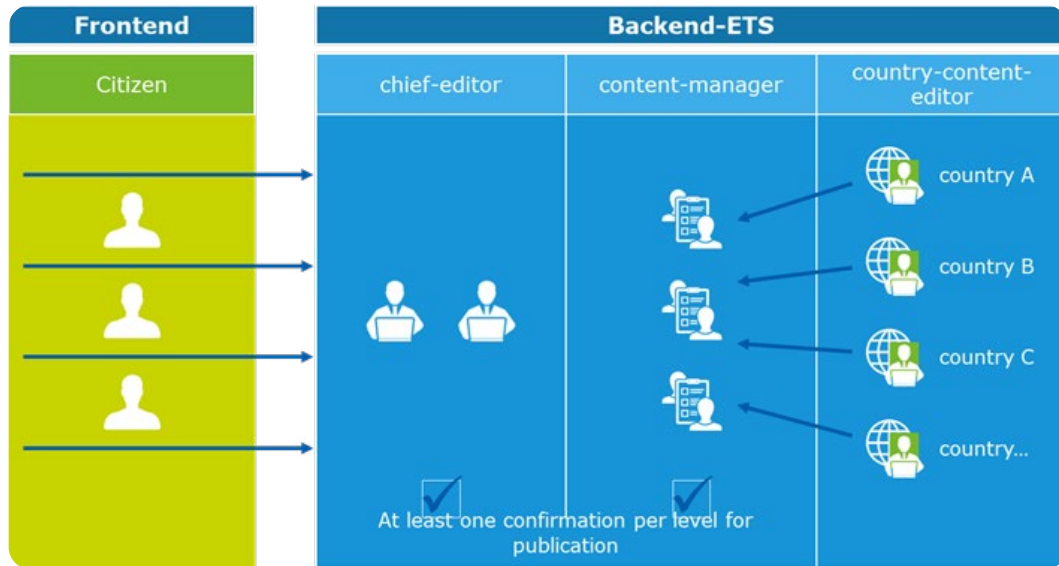 Frontend
Backend-ETS
Citizen
chief-editor
content-manager
country-content-
editor
country A
country B
country C
country...
At least one confirmation per level for
publication